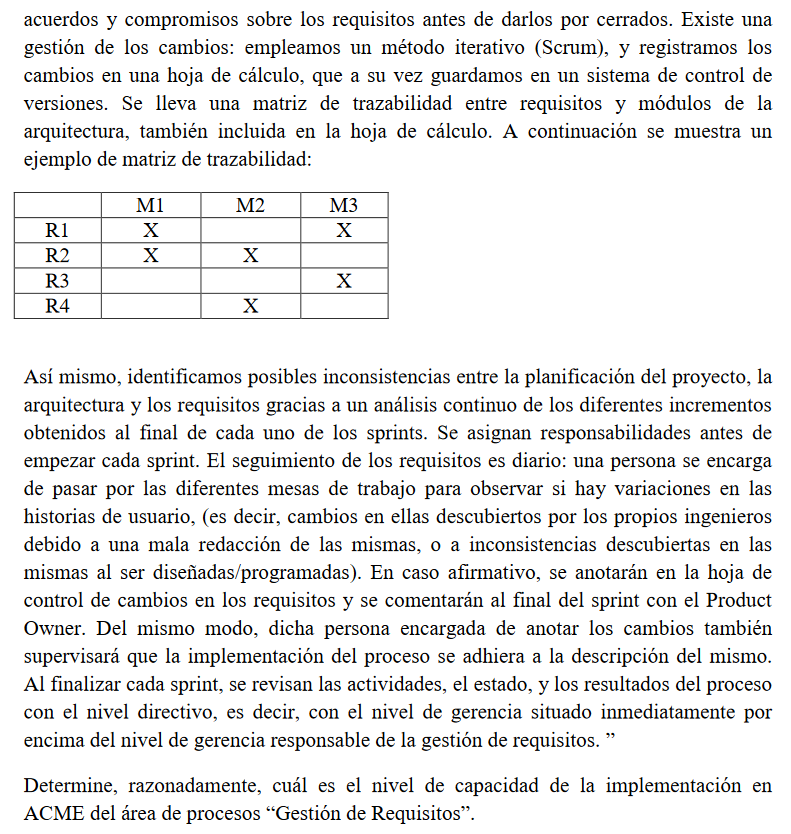 acuerdos y compromisos sobre los requisitos antes de darlos por cerrados. Existe una
gestión de los cambios: empleamos un método iterativo (Scrum), y registramos los
cambios en una hoja de cálculo, que a su vez guardamos en un sistema de control de
versiones. Se lleva una matriz de trazabilidad entre requisitos y módulos de la
arquitectura, también incluida en la hoja de cálculo. A continuación se muestra un
ejemplo de matriz de trazabilidad:
M1 M2 M3
R1 X X
R2 X X
R3 X
R4 X
Así mismo, identificamos posibles inconsistencias entre la planificación del proyecto, la
arquitectura y los requisitos gracias a un análisis continuo de los diferentes incrementos
obtenidos al final de cada uno de los sprints. Se asignan responsabilidades antes de
empezar cada sprint. El seguimiento de los requisitos es diario: una persona se encarga
de pasar por las diferentes mesas de trabajo para observar si hay variaciones en las
historias de usuario, (es decir, cambios en ellas descubiertos por los propios ingenieros
debido a una mala redacción de las mismas, o a inconsistencias descubiertas en las
mismas al ser diseñadas/programadas). En caso afirmativo, se anotarán en la hoja de
control de cambios en los requisitos y se comentarán al final del sprint con el Product
Owner. Del mismo modo, dicha persona encargada de anotar los cambios también
supervisará que la implementación del proceso se adhiera a la descripción del mismo.
Al finalizar cada sprint, se revisan las actividades, el estado, y los resultados del proceso
con el nivel directivo, es decir, con el nivel de gerencia situado inmediatamente por
encima del nivel de gerencia responsable de la gestión de requisitos. ”
Determine, razonadamente, cuál es el nivel de capacidad de la implementación en
ACME del área de procesos “Gestión de Requisitos”.